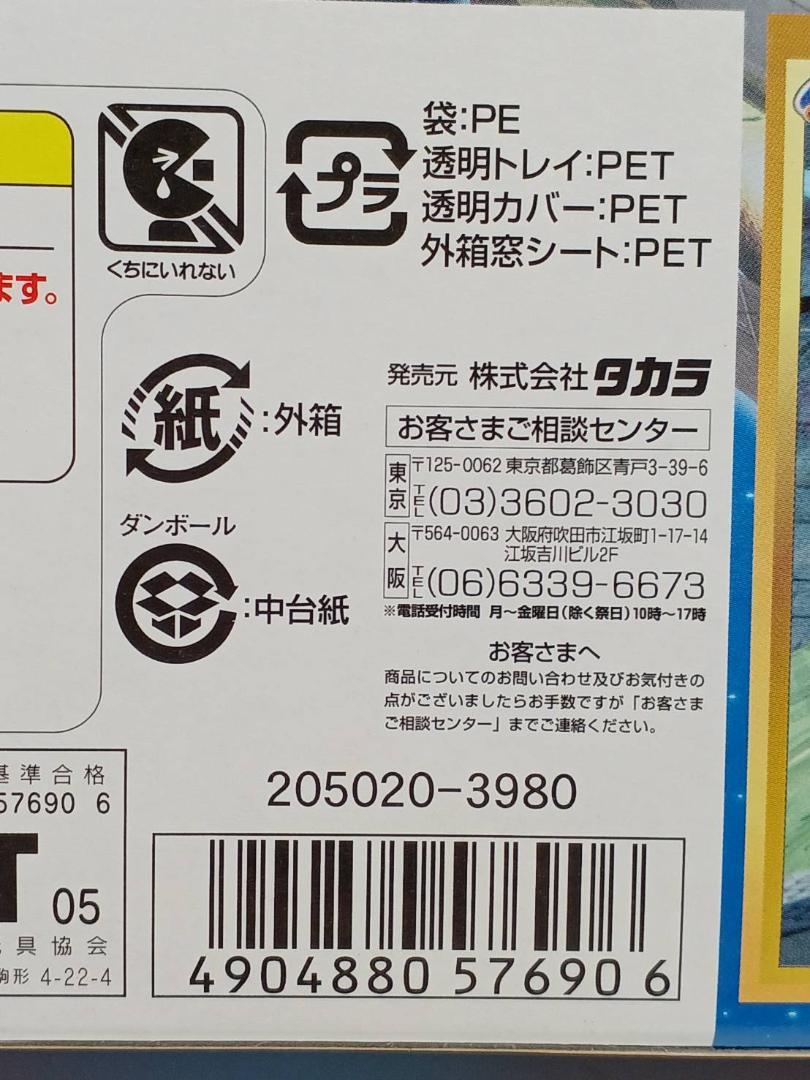 ます。
くちにいれない
プラ
袋:PE
透明トレイ:PET
透明カバー:PET
外箱窓シート:PET
紙:外箱
ダンボール
:中台紙
発売元 株式会社タカラ
お客さまご相談センター
東京
〒125-0062 東京都葛飾区青戸3-39-6
TEL(03)3602-3030
大阪
〒564-0063 大阪府吹田市江坂町1-17-14
江坂吉川ビル2F
TEL(06)6339-6673
※電話受付時間 月〜金曜日(除く祭日)10時〜17時
お客さまへ
商品についてのお問い合わせ及びお気付きの
点がございましたらお手数ですが「お客さま
ご相談センター」までご連絡ください。
基準合格
57690 6
T 05
具協会
駒形 4-22-4
205020-3980
4904880576906